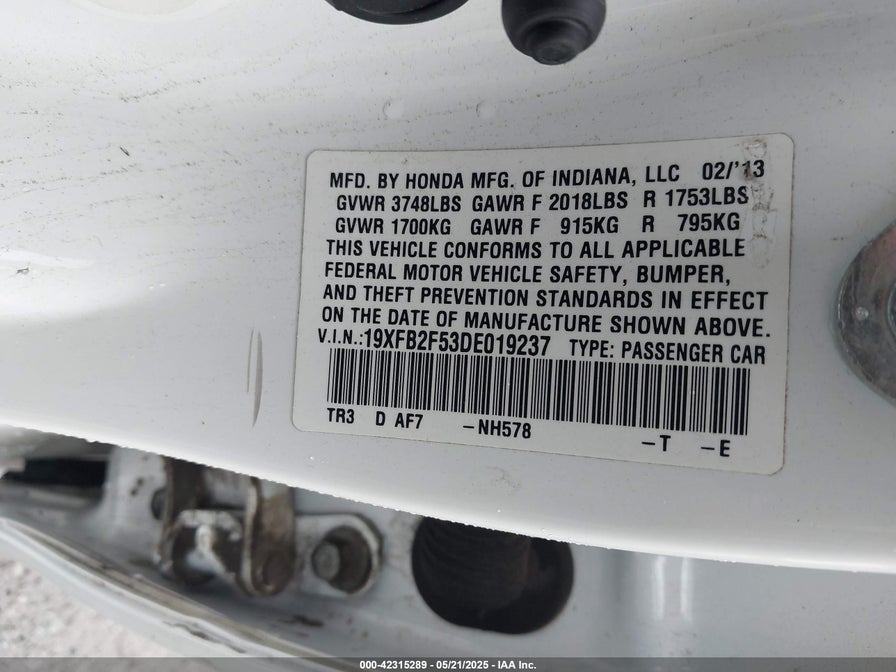 MFD. BY HONDA MFG. OF INDIANA, LLC 02/'13
GVWR 3748LBS GAWR F 2018LBS R 1753LBS
GVWR 1700KG GAWR F 915KG R 795KG
THIS VEHICLE CONFORMS TO ALL APPLICABLE
FEDERAL MOTOR VEHICLE SAFETY, BUMPER,
AND THEFT PREVENTION STANDARDS IN EFFECT
ON THE DATE OF MANUFACTURE SHOWN ABOVE.
V.I.N.:19XFB2F53DE019237 TYPE: PASSENGER CAR
TR3 D AF7 -NH578 -T -E
000-42315289 - 05/21/2025 - IAA Inc.